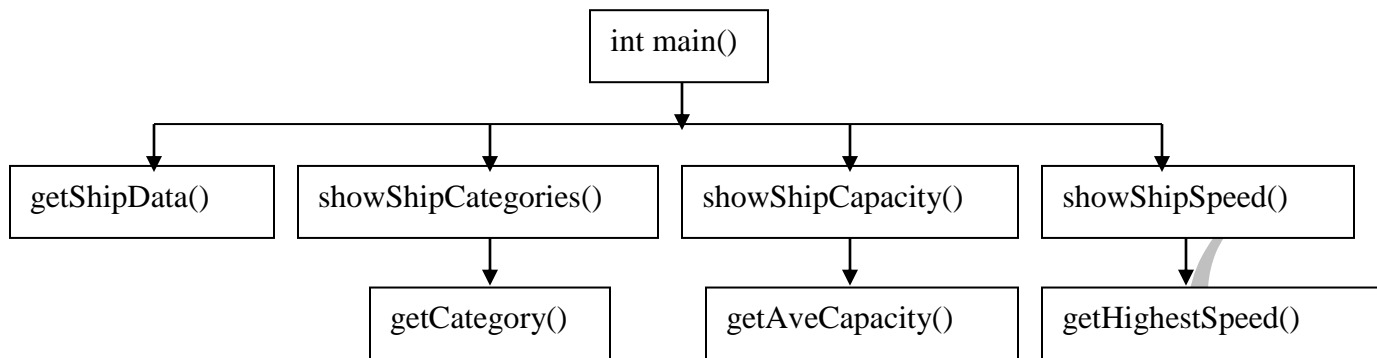 int main()
getShipData()
showShipCategories()
showShipCapacity()
showShipSpeed()
getCategory()
getAveCapacity()
getHighestSpeed()